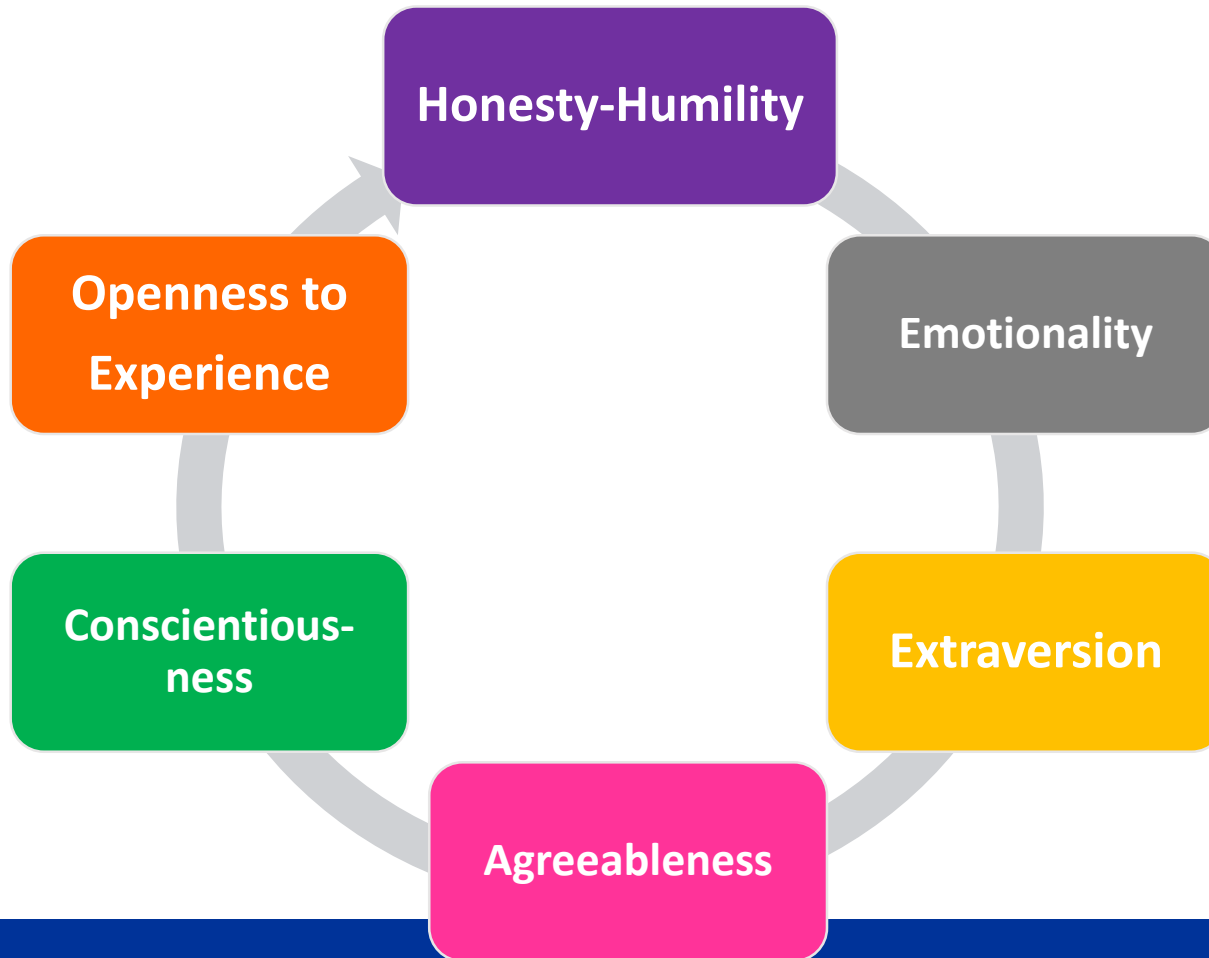 Honesty-Humility
Emotionality
Extraversion
Agreeableness
Conscientious-
ness
Openness to
Experience